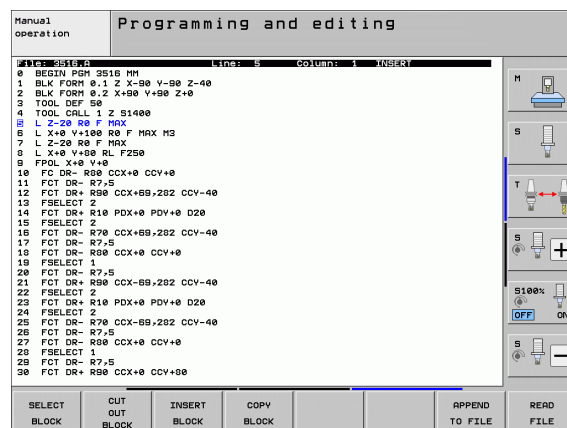 Manual
operation
Programming and editing
File: 3516.A Line: 5 Column: 1 INSERT
0 BEGIN PGM 3516 MM
1 BLK FORM 0.1 Z X-90 Y-90 Z-40
2 BLK FORM 0.2 X+90 Y+90 Z+0
3 TOOL DEF 50
4 TOOL CALL 1 Z S1400
5 L Z-20 R0 F MAX
6 L X+0 Y+100 R0 F MAX M3
7 L Z-20 R0 F MAX
8 L X+0 Y+80 RL F250
9 FPOL X+0 Y+0
10 FC DR- R80 CCX+0 CCY+0
11 FCT DR- R7,5
12 FCT DR+ R90 CCX+69,282 CCY-40
13 FSELECT 2
14 FCT DR+ R10 PDX+0 PDY+0 D20
15 FSELECT 2
16 FCT DR- R70 CCX+69,282 CCY-40
17 FCT DR- R7,5
18 FCT DR- R80 CCX+0 CCY+0
19 FSELECT 1
20 FCT DR- R7,5
21 FCT DR+ R90 CCX-69,282 CCY-40
22 FSELECT 2
23 FCT DR+ R10 PDX+0 PDY+0 D20
24 FSELECT 2
25 FCT DR- R70 CCX-69,282 CCY-40
26 FCT DR- R7,5
27 FCT DR- R80 CCX+0 CCY+0
28 FSELECT 1
29 FCT DR- R7,5
30 FCT DR+ R90 CCX+0 CCY+80
M
S
T
S
+
S100%
OFF ON
S
-
SELECT
BLOCK
CUT
OUT
BLOCK
INSERT
BLOCK
COPY
BLOCK
APPEND
TO FILE
READ
FILE